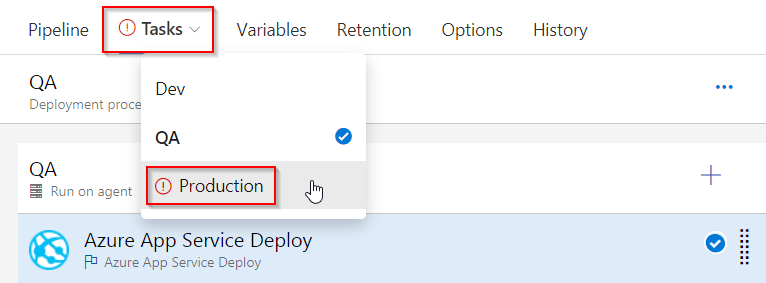 Pipeline Tasks Variables Retention Options History
QA
Deployment proce
Dev
QA
Production
QA
Run on agent
Azure App Service Deploy
Azure App Service Deploy